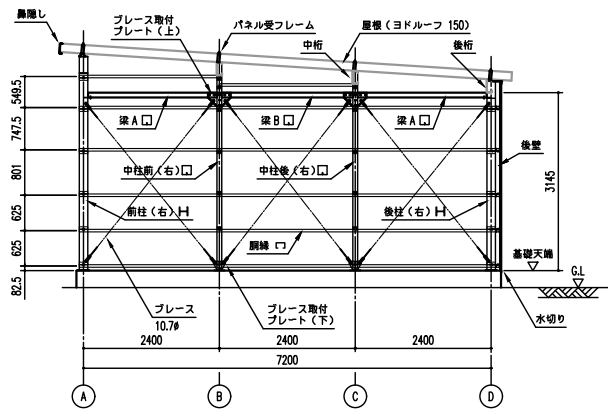 鼻隠し
ブレース取付
プレート(上)
パネル受フレーム
中桁
屋根(ヨドルーフ 150)
後桁
549.5
747.5
801
625
625
82.5
梁A
梁B
梁A
中柱前(右)
中柱後(右)
後壁
3145
前柱(右)
後柱(右)
胴縁
基礎天端
G.L
ブレース
10.7φ
ブレース取付
プレート(下)
水切り
2400
2400
2400
7200
A
B
C
D